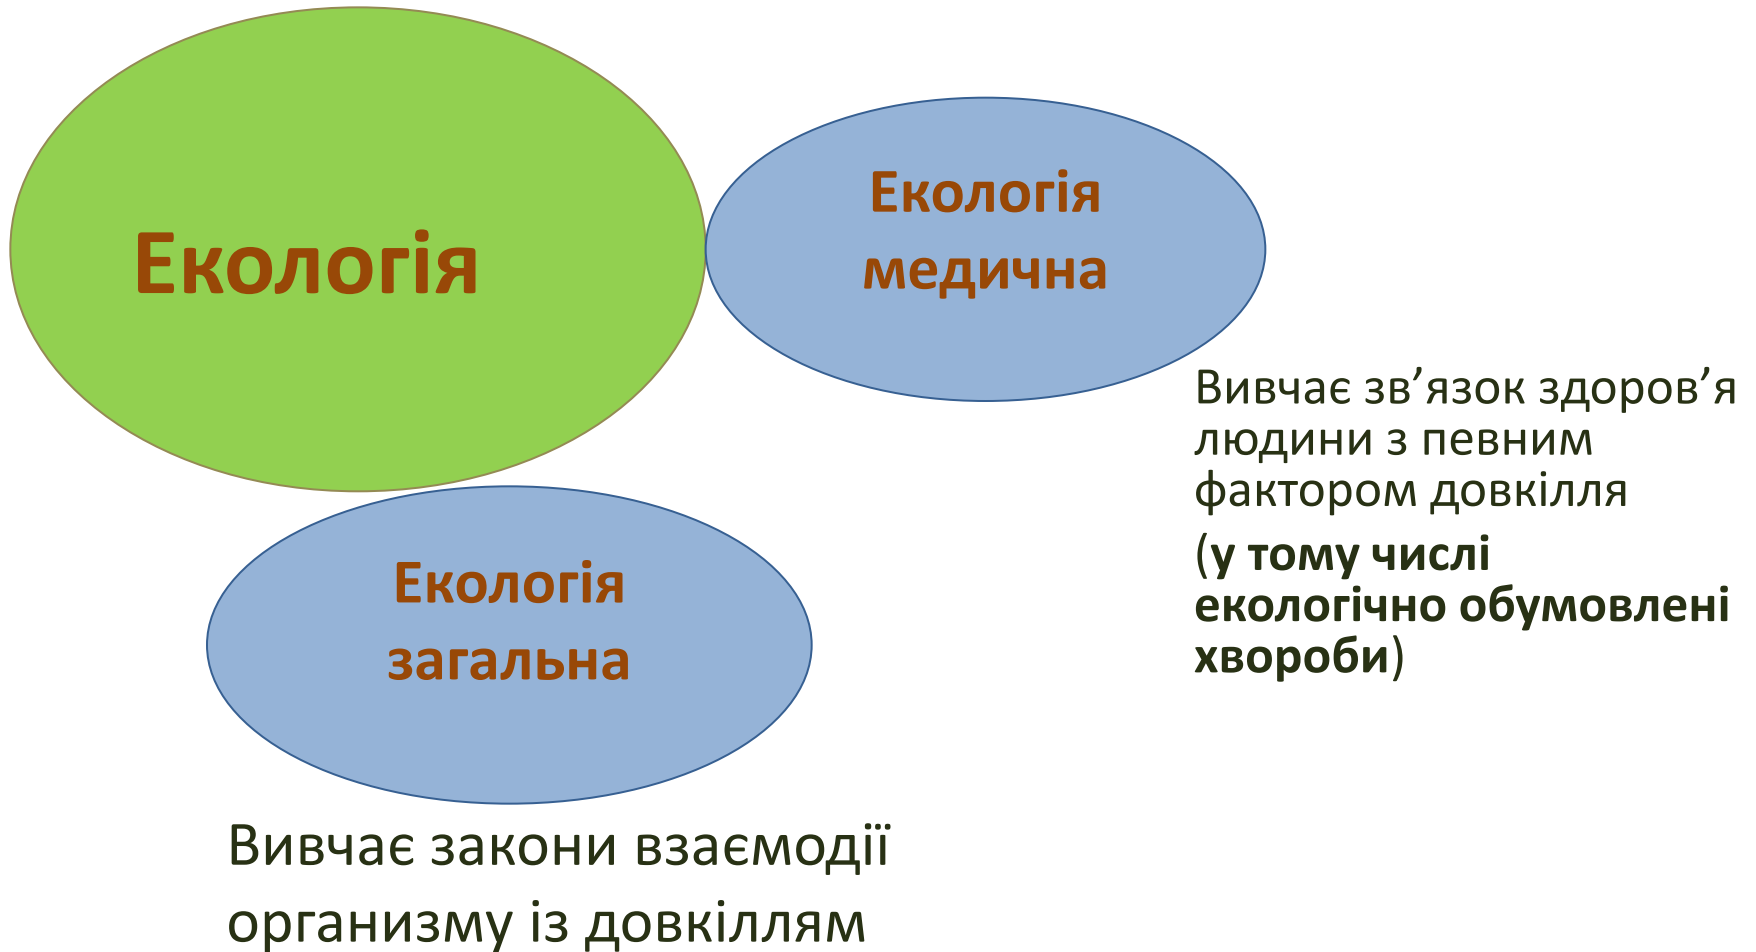 Екологія
Екологія
медична
Вивчає зв’язок здоров’я
людини з певним
фактором довкілля
(у тому числі
екологічно обумовлені
хвороби)
Екологія
загальна
Вивчає закони взаємодії
организму із довкіллям